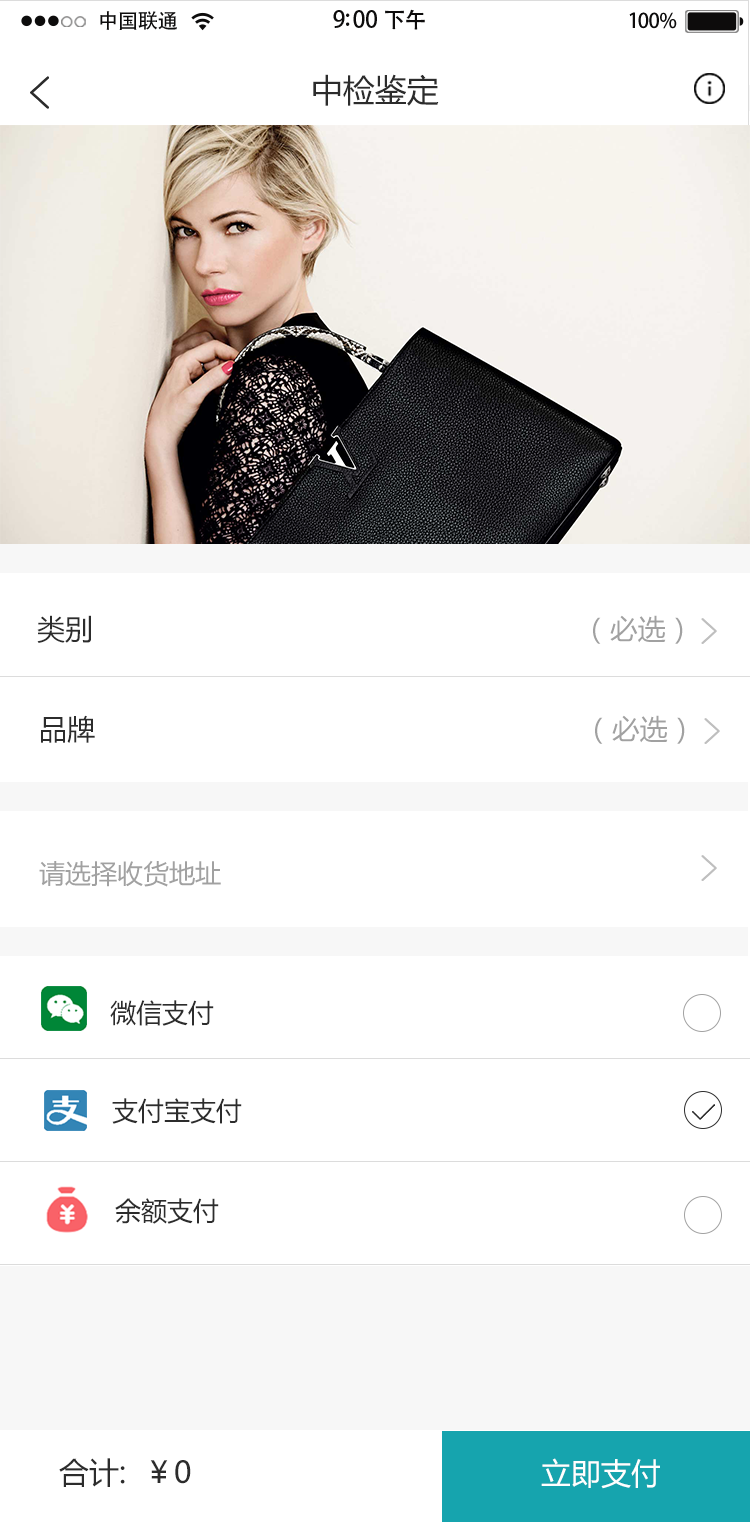 中国联通 9:00 下午 100%
中检鉴定
类别 （必选）
品牌 （必选）
请选择收货地址
微信支付
支付宝支付
余额支付
合计: ¥0 立即支付